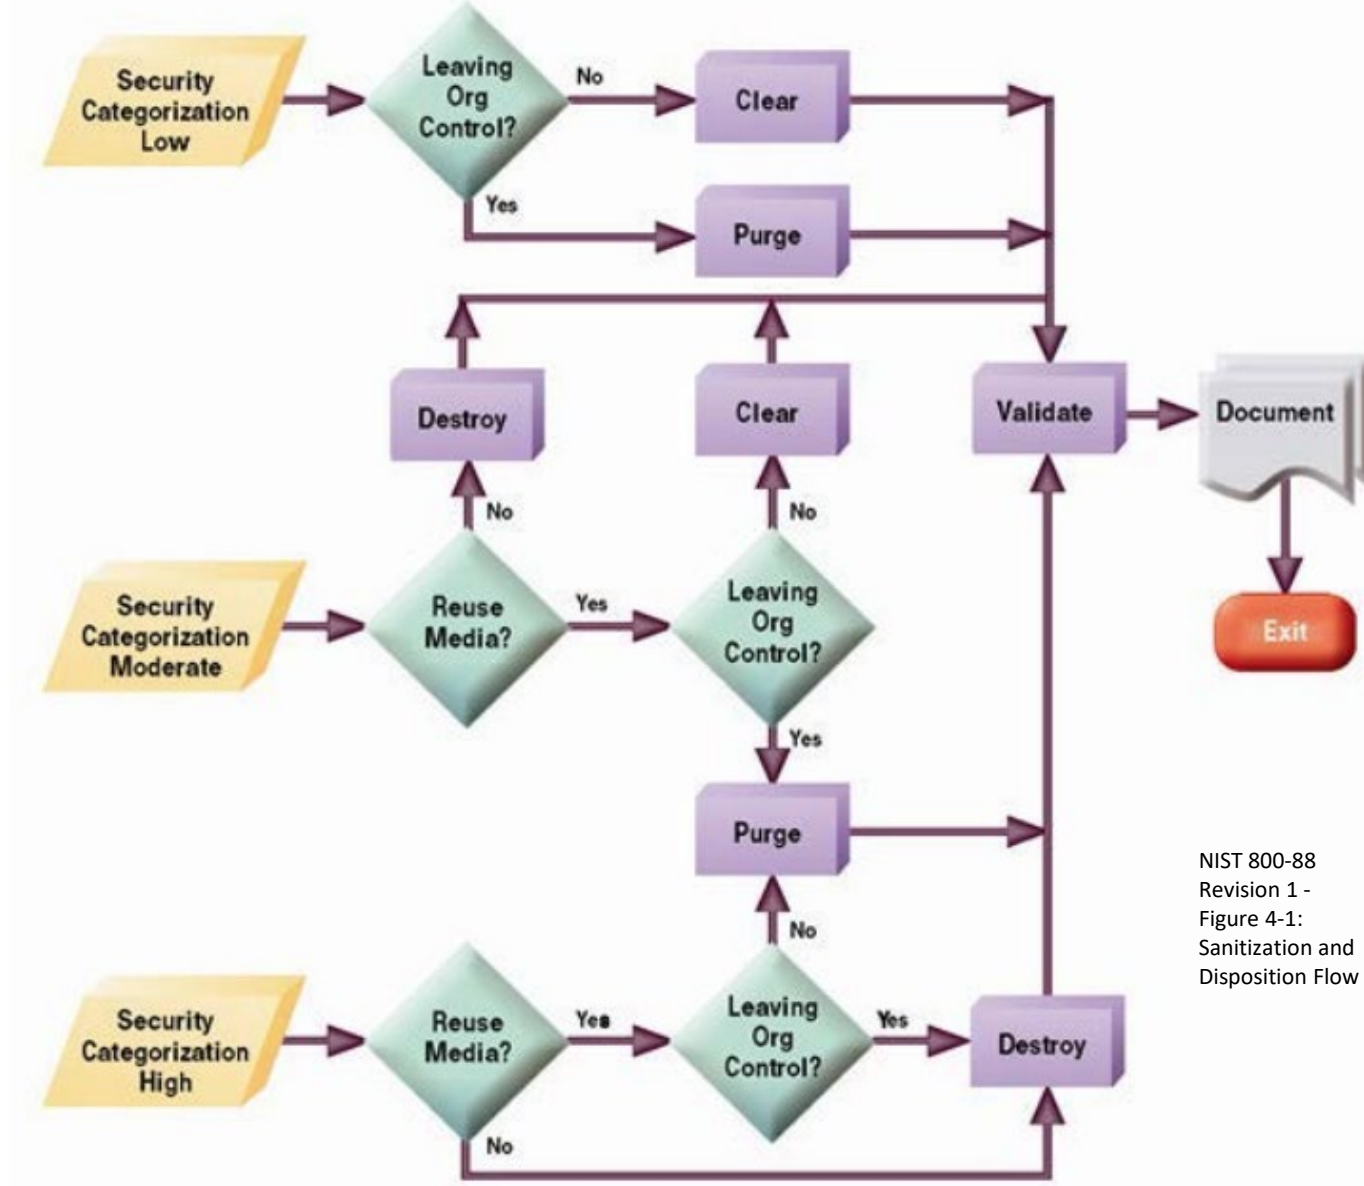 Security
Categorization
Low
Leaving
Org
Control?
No
Clear
Yes
Purge
Destroy
Clear
Validate
Document
No
No
Security
Categorization
Moderate
Reuse
Media?
Yes
Leaving
Org
Control?
Exit
Yes
Purge
NIST 800-88
Revision 1 -
Figure 4-1:
Sanitization and
Disposition Flow
No
Security
Categorization
High
Reuse
Media?
Yes
Leaving
Org
Control?
Yes
Destroy
No